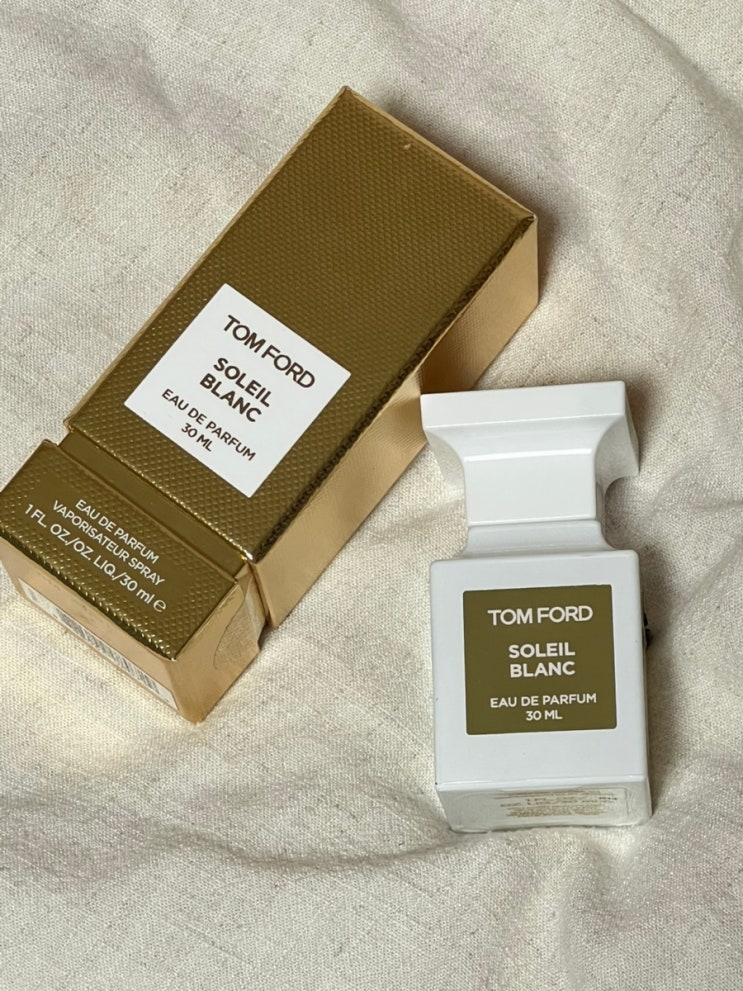 TOM FORD
SOLEIL
BLANC
EAU DE PARFUM
30 ML
EAU DE PARFUM
VAPORISATEUR SPRAY
1 FL. OZ/OZ. LIQ./30 ml ℮
TOM FORD
SOLEIL
BLANC
EAU DE PARFUM
30 ML